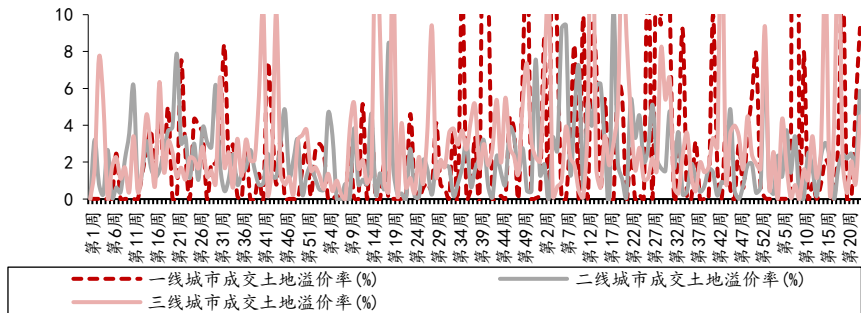 10
8
6
4
2
0
第1周
第6周
第11周
第16周
第21周
第26周
第31周
第36周
第41周
第46周
第51周
第4周
第9周
第14周
第19周
第24周
第29周
第34周
第39周
第44周
第49周
第2周
第7周
第12周
第17周
第22周
第27周
第32周
第37周
第42周
第47周
第52周
第5周
第10周
第15周
第20周
一线城市成交土地溢价率(%)
二线城市成交土地溢价率(%)
三线城市成交土地溢价率(%)